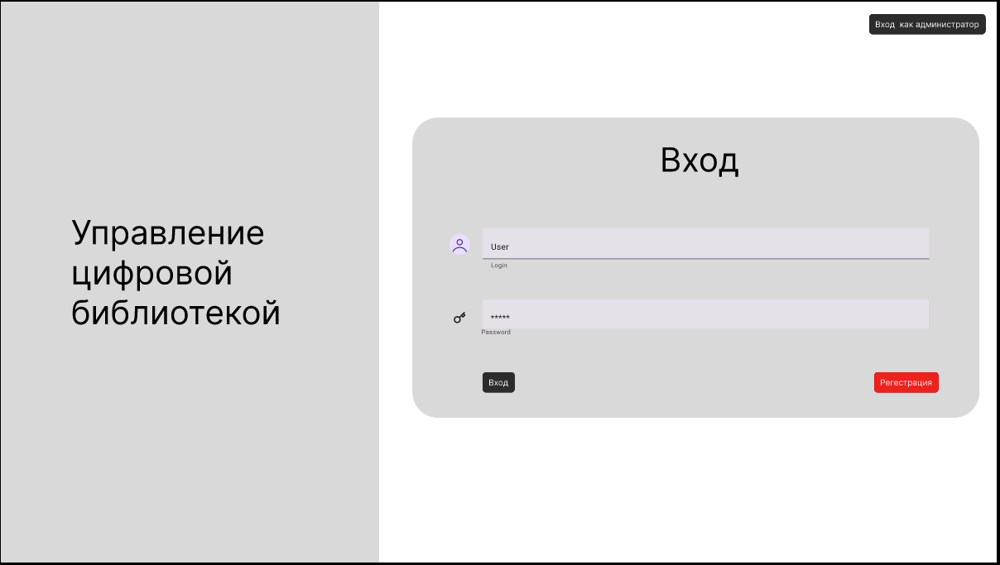 Вход как администратор
Управление
цифровой
библиотекой
Вход
User
Login
*****
Password
Вход
Регестрация